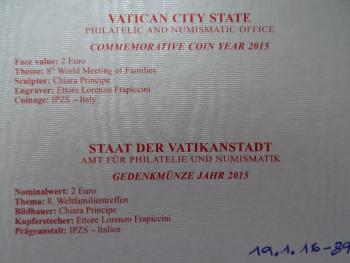 VATICAN CITY STATE
PHILATELIC AND NUMISMATIC OFFICE
COMMEMORATIVE COIN YEAR 2015
Face value: 2 Euro
Theme: 8th World Meeting of Families
Sculptor: Chiara Principe
Engraver: Ettore Lorenzo Frapiccini
Coinage: IPZS – Italy
STAAT DER VATIKANSTADT
AMT FÜR PHILATELIE UND NUMISMATIK
GEDENKMÜNZE JAHR 2015
Nominalwert: 2 Euro
Thema: 8. Weltfamilientreffen
Bildhauer: Chiara Principe
Kupferstecher: Ettore Lorenzo Frapiccini
Prägeanstalt: IPZS – Italien
19.1.16-89